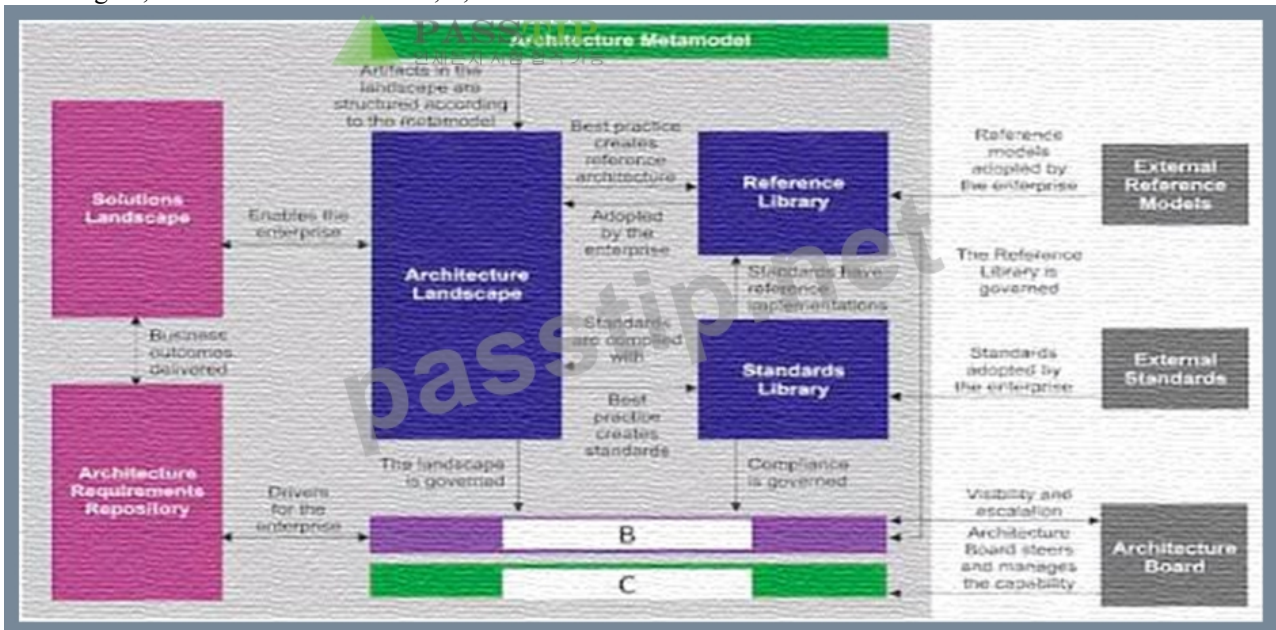 PASSTIP
Architecture Metamodel
Artifacts in the
landscape are
structured according
to the metamodel
Solutions
Landscape
Enables the
enterprise
Business
outcomes
delivered
Architecture
Requirements
Repository
Drivers
for the
enterprise
Architecture
Landscape
Best practice
creates
reference
architecture
Adopted
by the
enterprise
Standards
are complied
with
Best
practice
creates
standards
Reference
Library
Standards have
reference
implementations
Standards
Library
The landscape
is governed
Compliance
is governed
B
C
Reference
models
adopted by
the enterprise
External
Reference
Models
The Reference
Library is
governed
Standards
adopted by
the enterprise
External
Standards
Visibility and
escalation
Architecture
Board steers
and manages
the capability
Architecture
Board
passtip.net